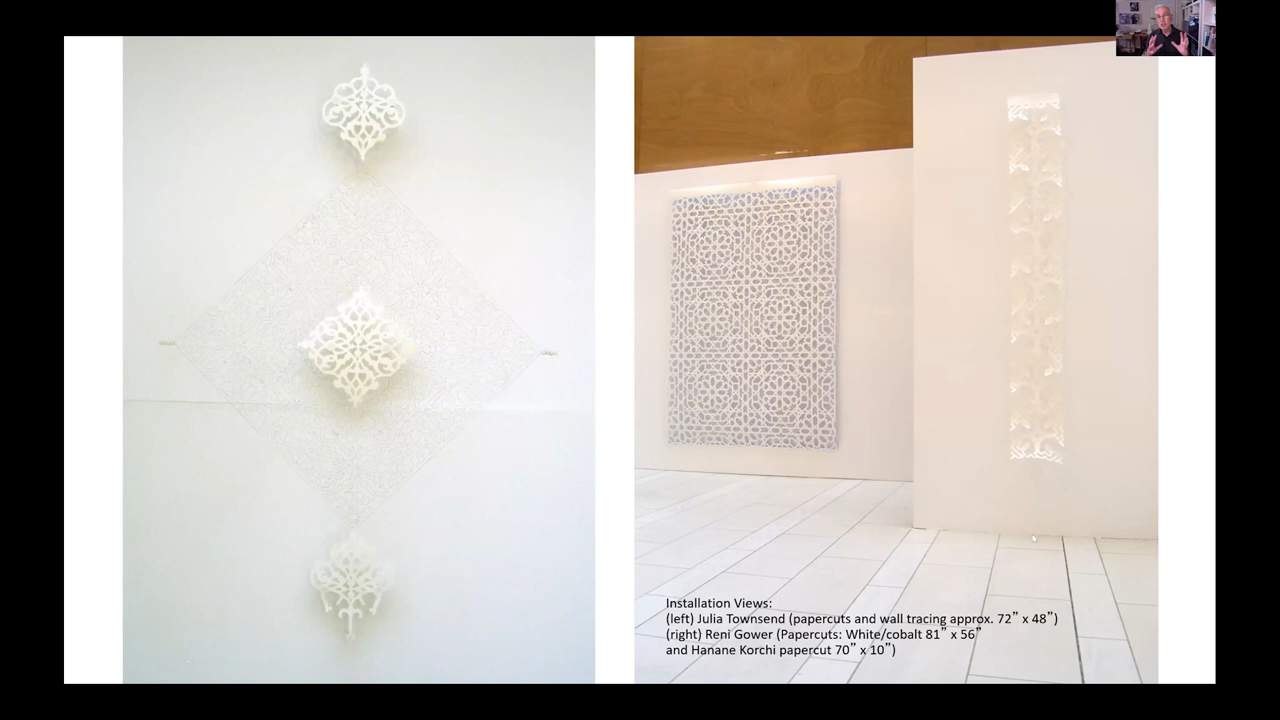 Installation Views:
(left) Julia Townsend (papercuts and wall tracing approx. 72” x 48”)
(right) Reni Gower (Papercuts: White/cobalt 81” x 56”
and Hanane Korchi papercut 70” x 10”)